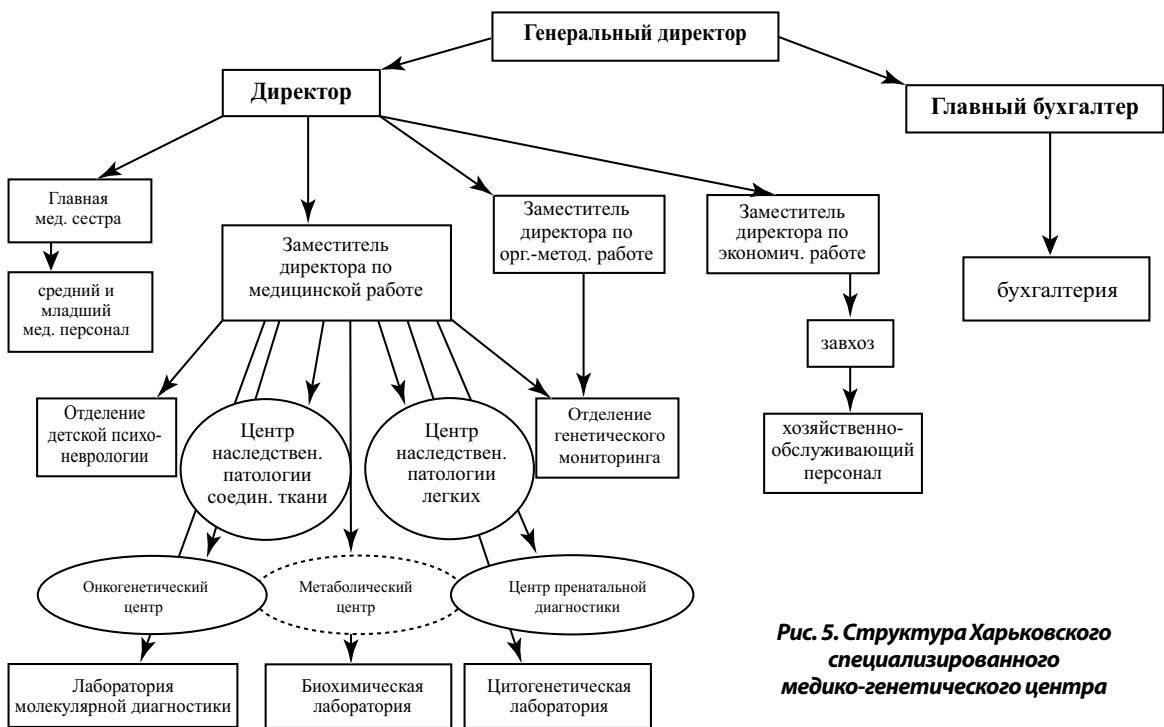 Генеральный директор
Директор
Главный бухгалтер
Главная
мед. сестра
Заместитель
директора по
медицинской работе
Заместитель
директора по
орг.-метод. работе
Заместитель
директора по
экономич. работе
бухгалтерия
средний и
младший
мед. персонал
завхоз
Отделение
детской психо-
неврологии
Центр
наследствен.
патологии
соедин. ткани
Центр
наследствен.
патологии
легких
Отделение
генетического
мониторинга
хозяйственно-
обслуживающий
персонал
Онкогенетический
центр
Метаболический
центр
Центр пренатальной
диагностики
Лаборатория
молекулярной диагностики
Биохимическая
лаборатория
Цитогенетическая
лаборатория
Рис. 5. Структура Харьковского
специализированного
медико-генетического центра